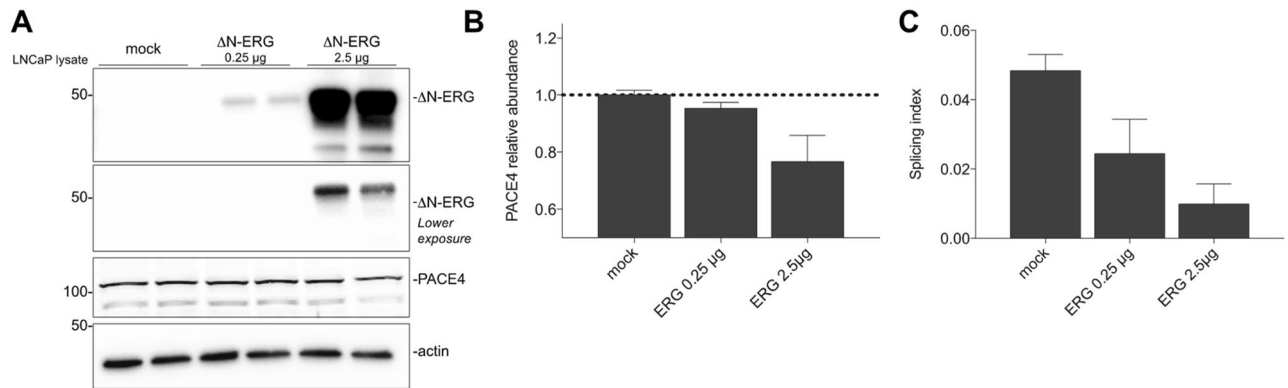 A
LNCaP lysate
mock
ΔN-ERG
0.25 µg
ΔN-ERG
2.5 µg
50-
-ΔN-ERG
50-
-ΔN-ERG
Lower
exposure
100-
-PACE4
50-
-actin
B
PACE4 relative abundance
1.2
1.0
0.8
0.6
mock
ERG 0.25 µg
ERG 2.5µg
C
Splicing index
0.06
0.04
0.02
0.00
mock
ERG 0.25 µg
ERG 2.5µg